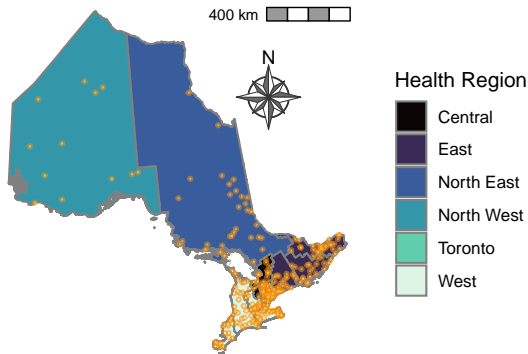 400 km
N
Health Region
Central
East
North East
North West
Toronto
West